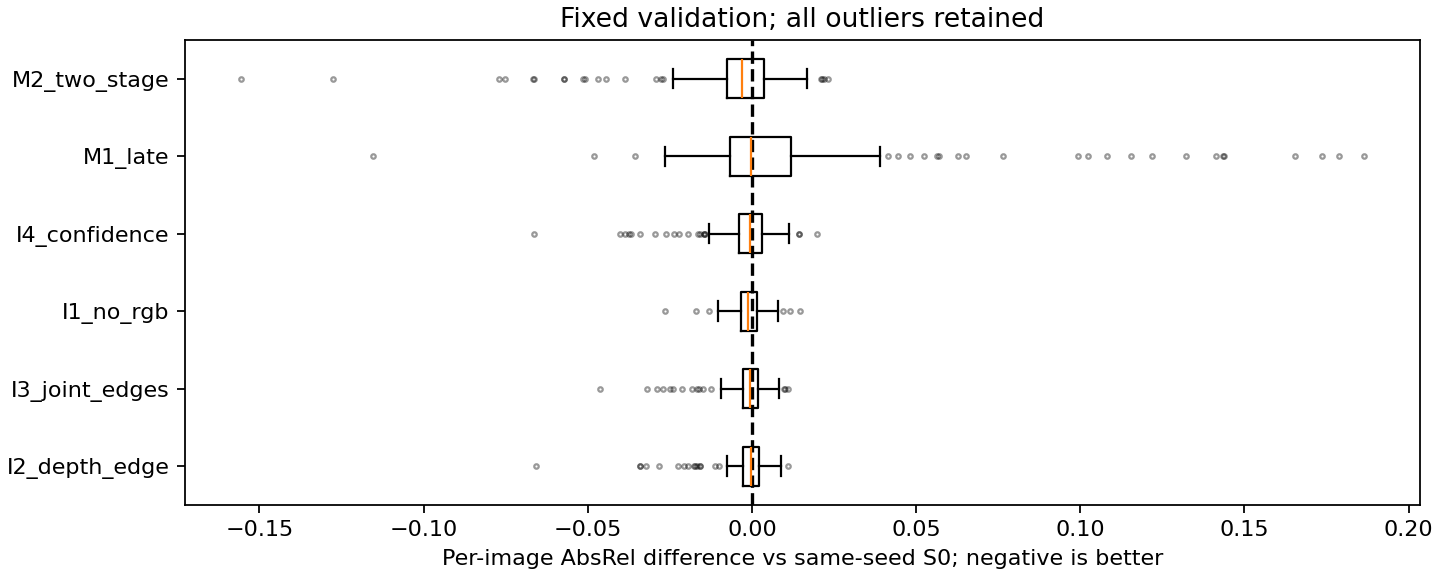 Fixed validation; all outliers retained
M2_two_stage
M1_late
I4_confidence
I1_no_rgb
I3_joint_edges
I2_depth_edge
−0.15 −0.10 −0.05 0.00 0.05 0.10 0.15 0.20
Per-image AbsRel difference vs same-seed S0; negative is better